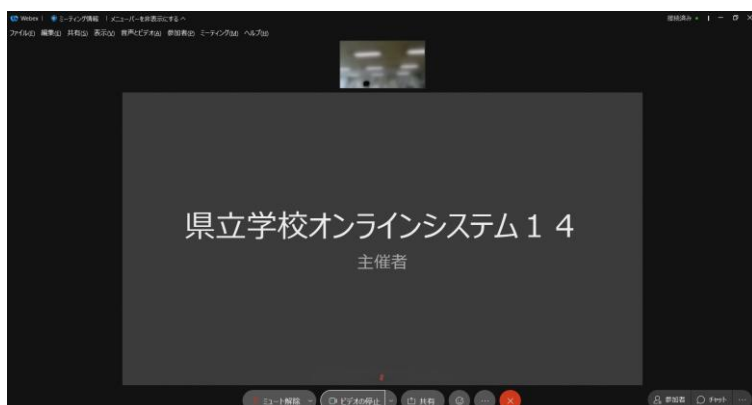 Webex | ミーティング情報 | メニューバーを非表示にする 接続済み
ファイル(E) 編集(E) 共有(S) 表示(V) 音声とビデオ(A) 参加者(P) ミーティング(M) ヘルプ(H)
県立学校オンラインシステム14
主催者
ミュート解除 ビデオの停止 共有
参加者 チャット